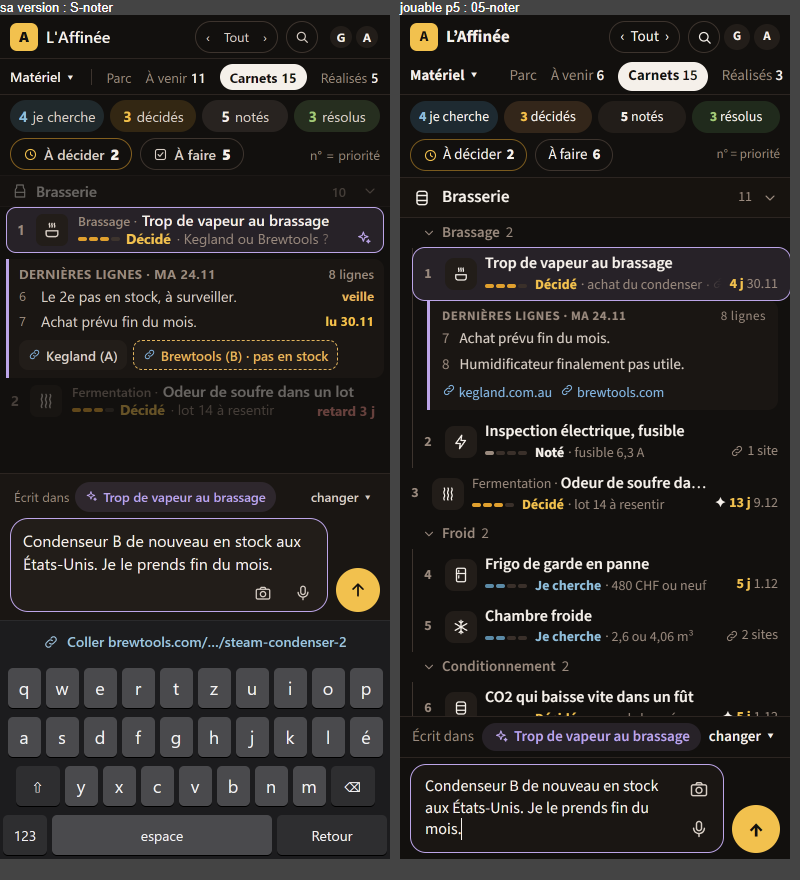 sa version : S-noter
A L'Affinée ‹ Tout › G A
Matériel ▾ Parc À venir 11 Carnets 15 Réalisés 5
4 je cherche 3 décidés 5 notés 3 résolus
À décider 2 À faire 5 n° = priorité
Brasserie 10
1 Brassage · Trop de vapeur au brassage
Décidé · Kegland ou Brewtools ?
DERNIÈRES LIGNES · MA 24.11 8 lignes
6 Le 2e pas en stock, à surveiller. veille
7 Achat prévu fin du mois. lu 30.11
Kegland (A) Brewtools (B) · pas en stock
2 Fermentation · Odeur de soufre dans un lot
Décidé · lot 14 à resentir retard 3 j
Écrit dans Trop de vapeur au brassage changer ▾
Condenseur B de nouveau en stock aux
États-Unis. Je le prends fin du mois.
Coller brewtools.com/.../steam-condenser-2
q w e r t z u i o p
a s d f g h j k l é
⇧ y x c v b n m ⌫
123 espace Retour
jouable p5 : 05-noter
A L’Affinée ‹ Tout › G A
Matériel ▾ Parc À venir 6 Carnets 15 Réalisés 3
4 je cherche 3 décidés 5 notés 3 résolus
À décider 2 À faire 6 n° = priorité
Brasserie 11
Brassage 2
1 Trop de vapeur au brassage
Décidé · achat du condenser · 4 j 30.11
DERNIÈRES LIGNES · MA 24.11 8 lignes
7 Achat prévu fin du mois.
8 Humidificateur finalement pas utile.
kegland.com.au brewtools.com
2 Inspection électrique, fusible
Noté · fusible 6,3 A 1 site
3 Fermentation · Odeur de soufre da…
Décidé · lot 14 à resentir 13 j 9.12
Froid 2
4 Frigo de garde en panne
Je cherche · 480 CHF ou neuf 5 j 1.12
5 Chambre froide
Je cherche · 2,6 ou 4,06 m³ 2 sites
Conditionnement 2
6 CO2 qui baisse vite dans un fût
Écrit dans Trop de vapeur au brassage changer ▾
Condenseur B de nouveau en stock
aux États-Unis. Je le prends fin du
mois.